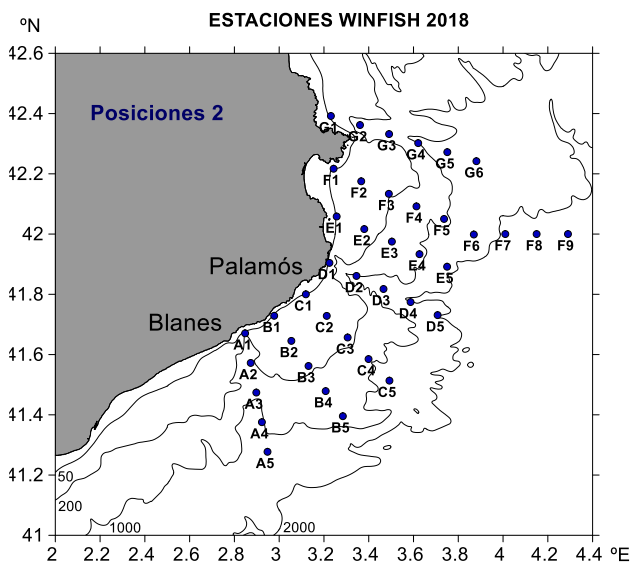 ESTACIONES WINFISH 2018
ºN
42.6
Posiciones 2
42.4
G1
G2
G3
G4
G5
G6
42.2
F1
F2
F3
F4
F5
F6
F7
F8
F9
42
E1
E2
E3
E4
E5
Palamós
D1
D2
D3
D4
D5
41.8
Blanes
C1
C2
C3
C4
C5
B1
B2
B3
B4
B5
41.6
A1
A2
A3
A4
A5
41.4
41.2
50
200
1000
2000
41
2 2.2 2.4 2.6 2.8 3 3.2 3.4 3.6 3.8 4 4.2 4.4 ºE